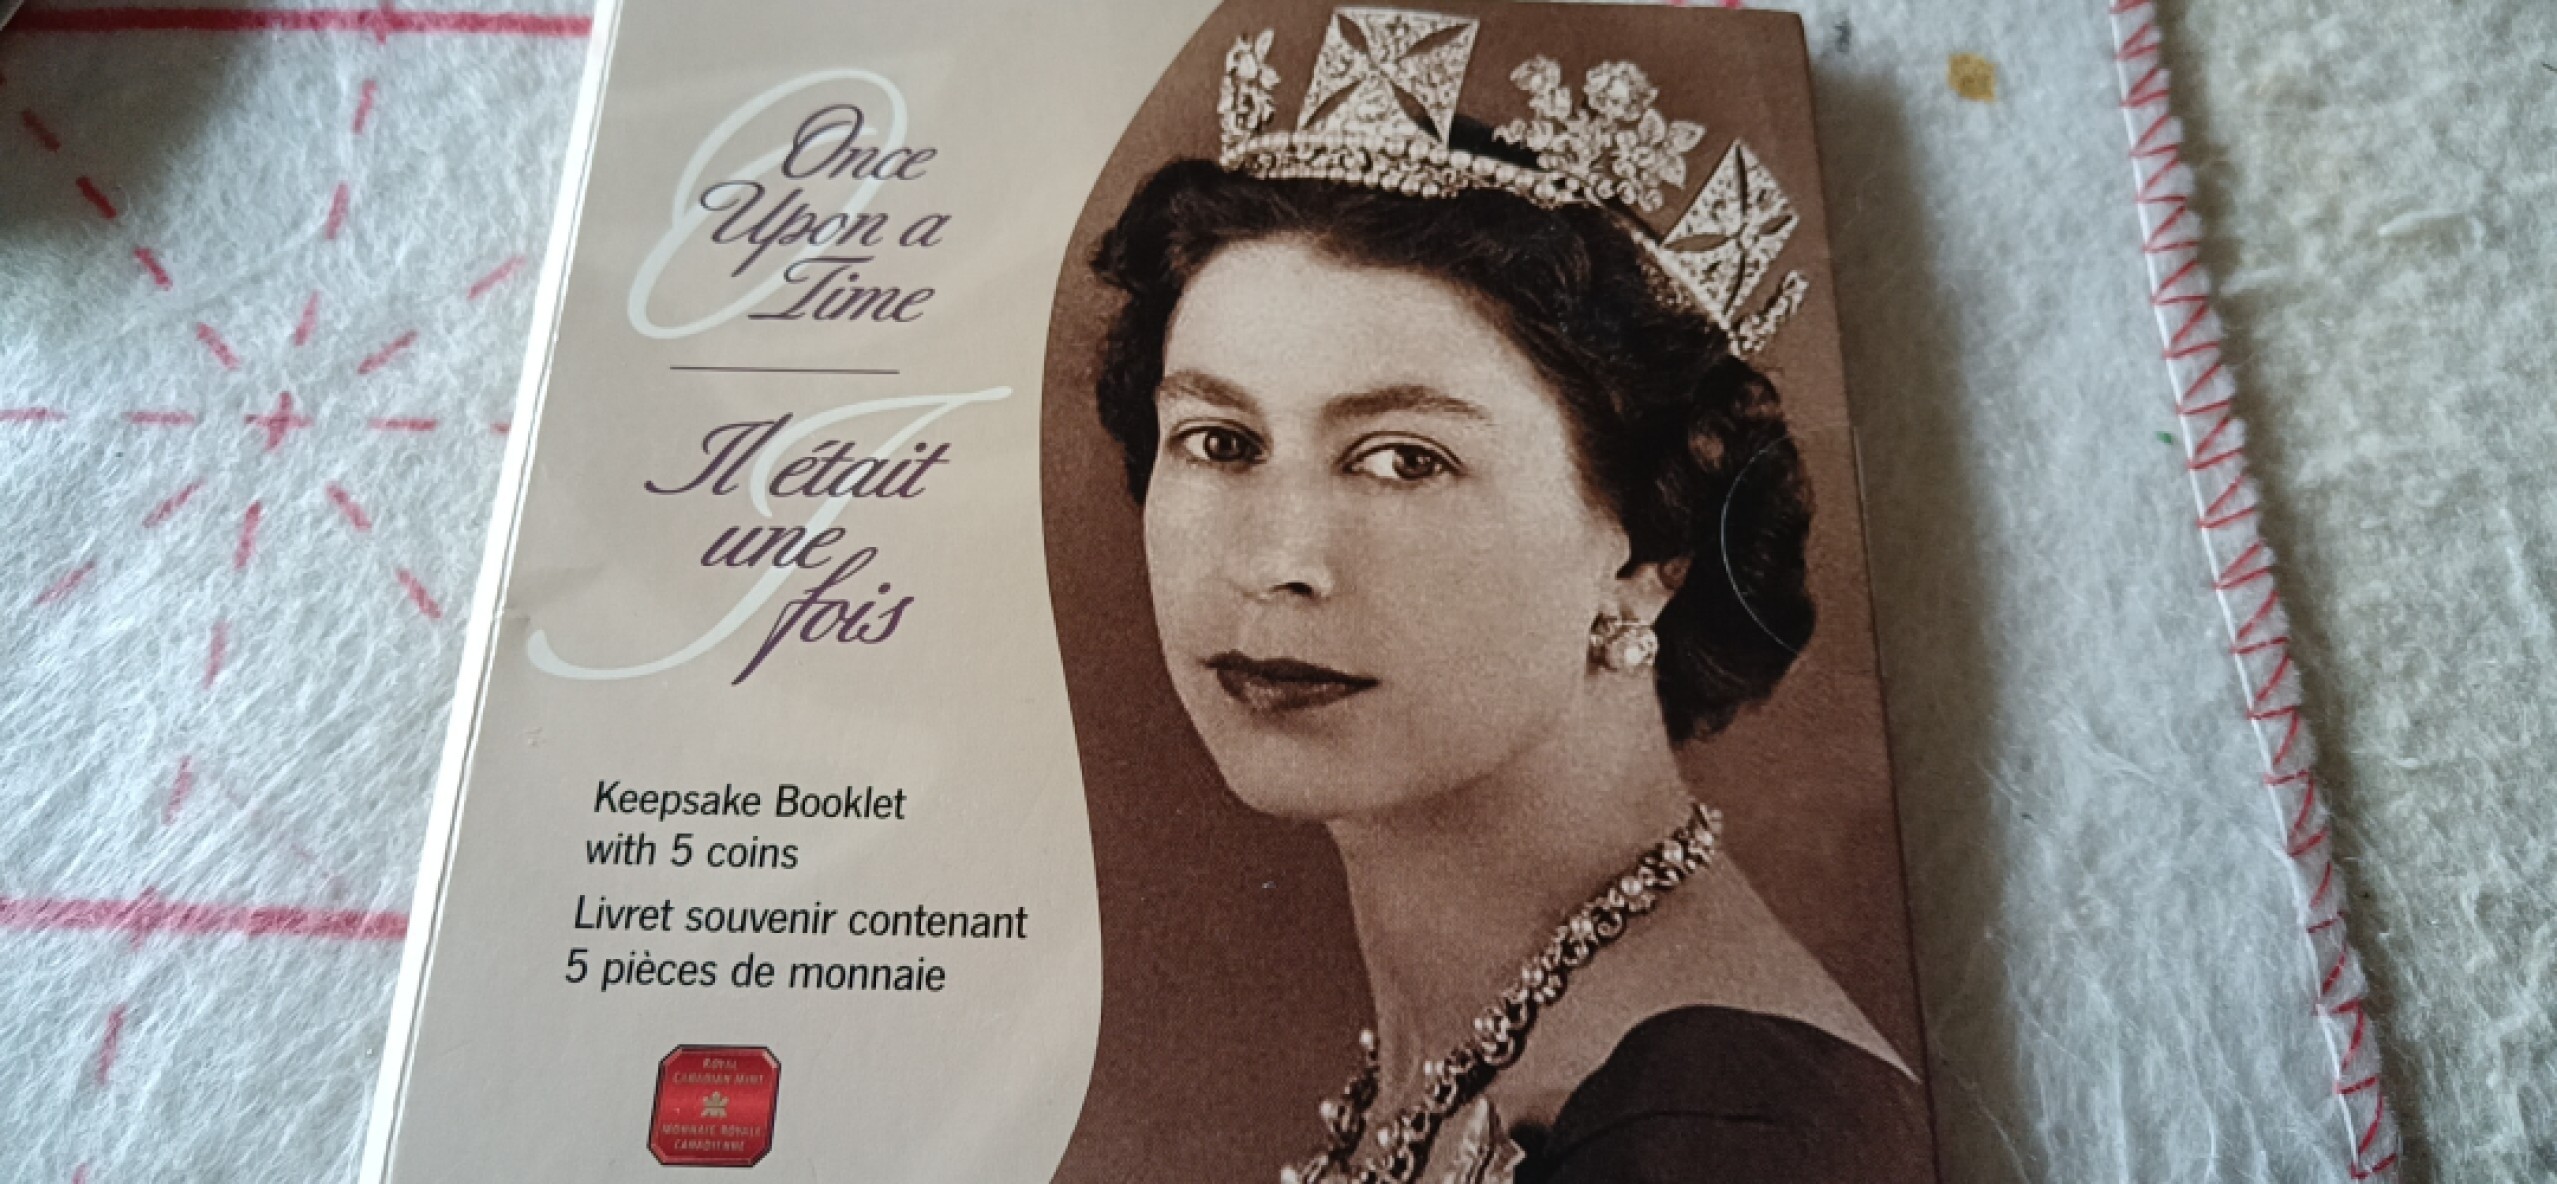 Once
Upon a
Time
Il était
une
fois
Keepsake Booklet
with 5 coins
Livret souvenir contenant
5 pièces de monnaie
ROYAL
CANADIAN MINT
MONNAIE ROYALE
CANADIENNE